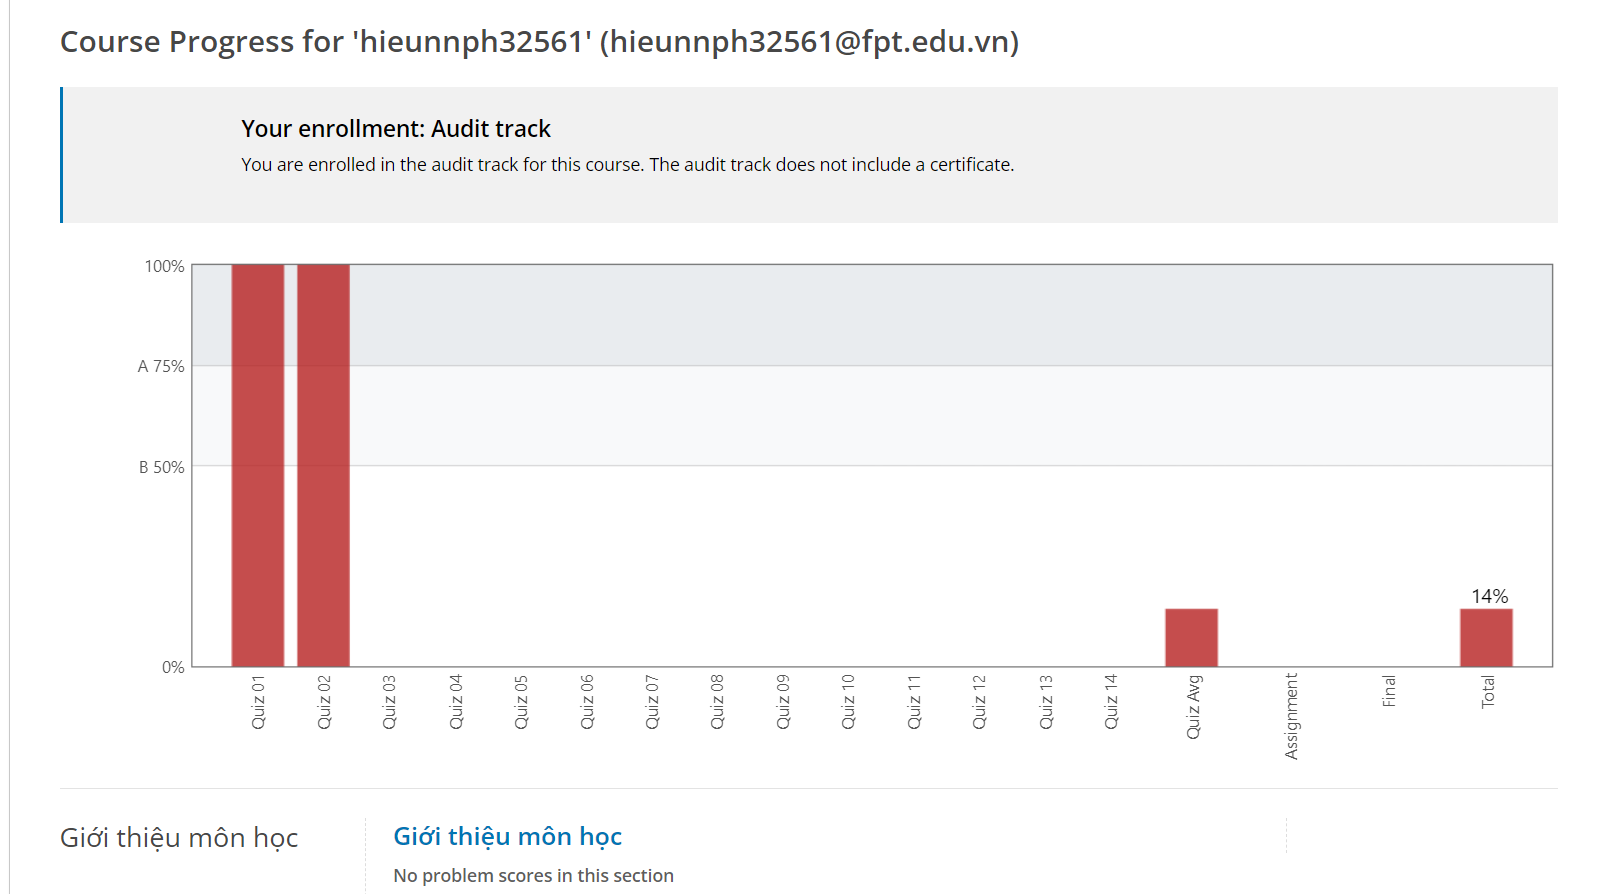 Course Progress for 'hieunnph32561' (hieunnph32561@fpt.edu.vn)
Your enrollment: Audit track
You are enrolled in the audit track for this course. The audit track does not include a certificate.
100%
A 75%
B 50%
0%
14%
Quiz 01
Quiz 02
Quiz 03
Quiz 04
Quiz 05
Quiz 06
Quiz 07
Quiz 08
Quiz 09
Quiz 10
Quiz 11
Quiz 12
Quiz 13
Quiz 14
Quiz Avg
Assignment
Final
Total
Giới thiệu môn học
Giới thiệu môn học
No problem scores in this section